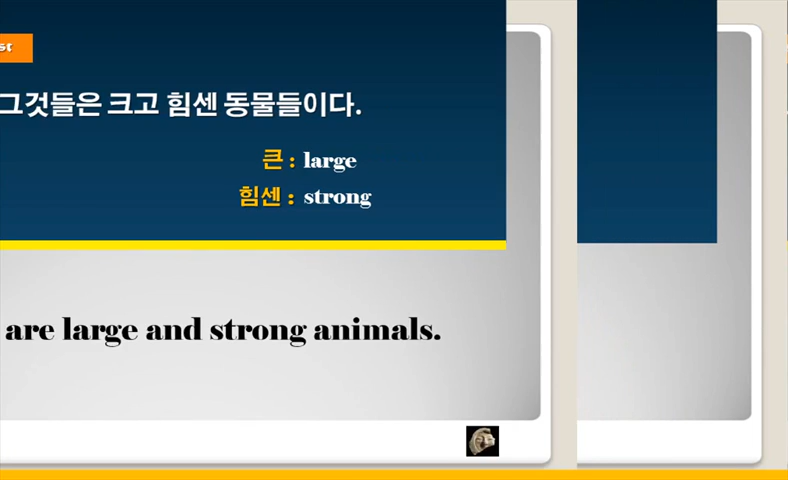 st
그것들은 크고 힘센 동물들이다.
큰 : large
힘센 : strong
are large and strong animals.